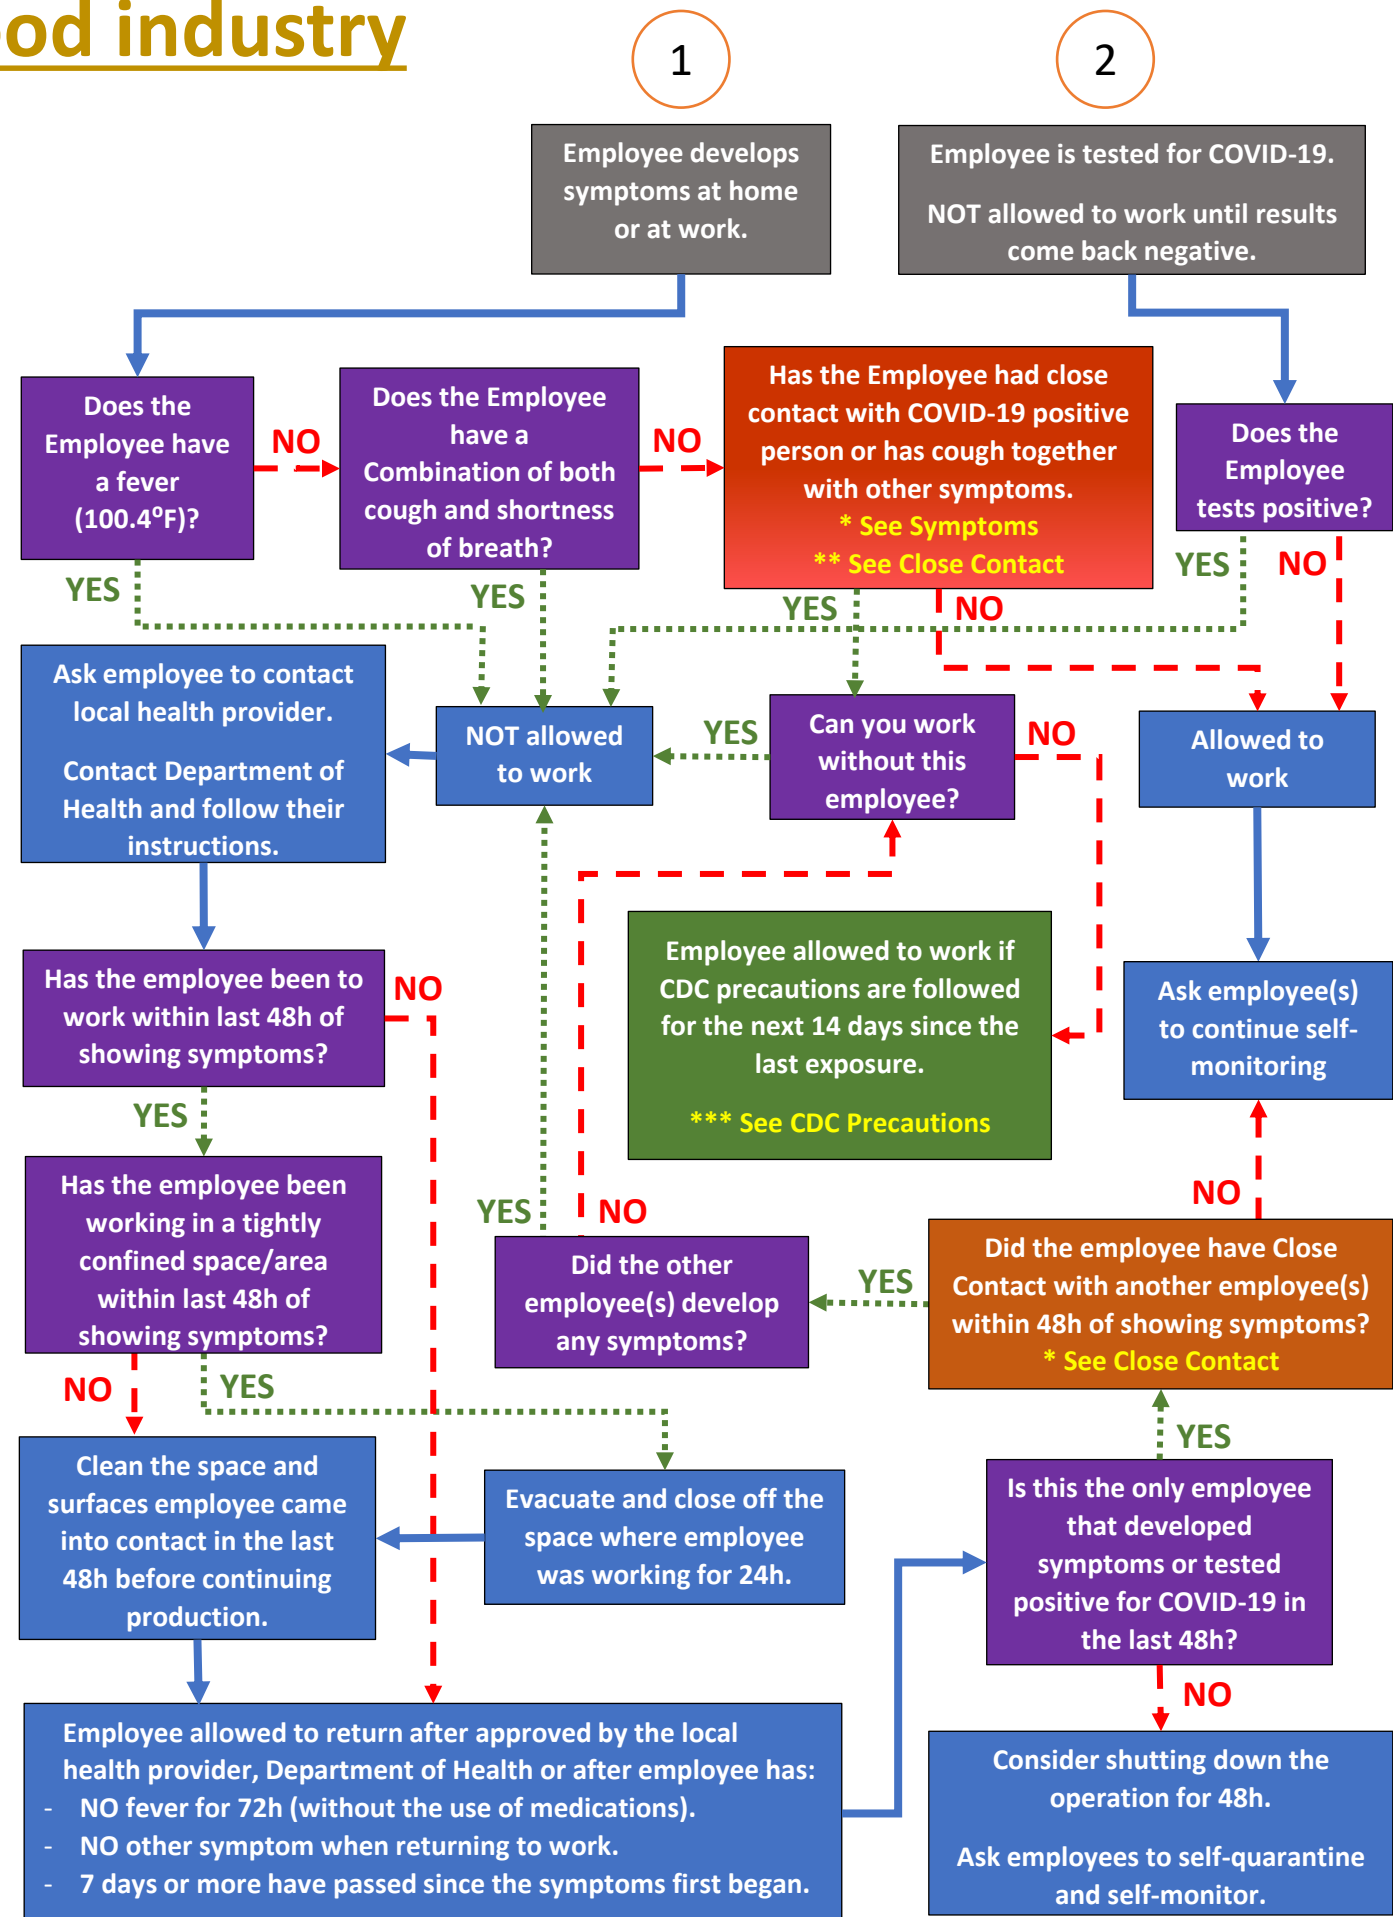 ood industry
1
2
Employee develops
symptoms at home
or at work.
Employee is tested for COVID-19.
NOT allowed to work until results
come back negative.
Does the
Employee have
a fever
(100.4⁰F)?
NO
Does the Employee
have a
Combination of both
cough and shortness
of breath?
NO
Has the Employee had close
contact with COVID-19 positive
person or has cough together
with other symptoms.
* See Symptoms
** See Close Contact
Does the
Employee
tests positive?
YES
YES
YES
NO
YES
NO
Ask employee to contact
local health provider.
Contact Department of
Health and follow their
instructions.
NOT allowed
to work
YES
Can you work
without this
employee?
NO
Allowed to
work
Has the employee been to
work within last 48h of
showing symptoms?
NO
Employee allowed to work if
CDC precautions are followed
for the next 14 days since the
last exposure.
*** See CDC Precautions
Ask employee(s)
to continue self-
monitoring
YES
Has the employee been
working in a tightly
confined space/area
within last 48h of
showing symptoms?
YES
NO
NO
Did the other
employee(s) develop
any symptoms?
YES
Did the employee have Close
Contact with another employee(s)
within 48h of showing symptoms?
* See Close Contact
NO
YES
YES
Clean the space and
surfaces employee came
into contact in the last
48h before continuing
production.
Evacuate and close off the
space where employee
was working for 24h.
Is this the only employee
that developed
symptoms or tested
positive for COVID-19 in
the last 48h?
NO
Employee allowed to return after approved by the local
health provider, Department of Health or after employee has:
- NO fever for 72h (without the use of medications).
- NO other symptom when returning to work.
- 7 days or more have passed since the symptoms first began.
Consider shutting down the
operation for 48h.
Ask employees to self-quarantine
and self-monitor.